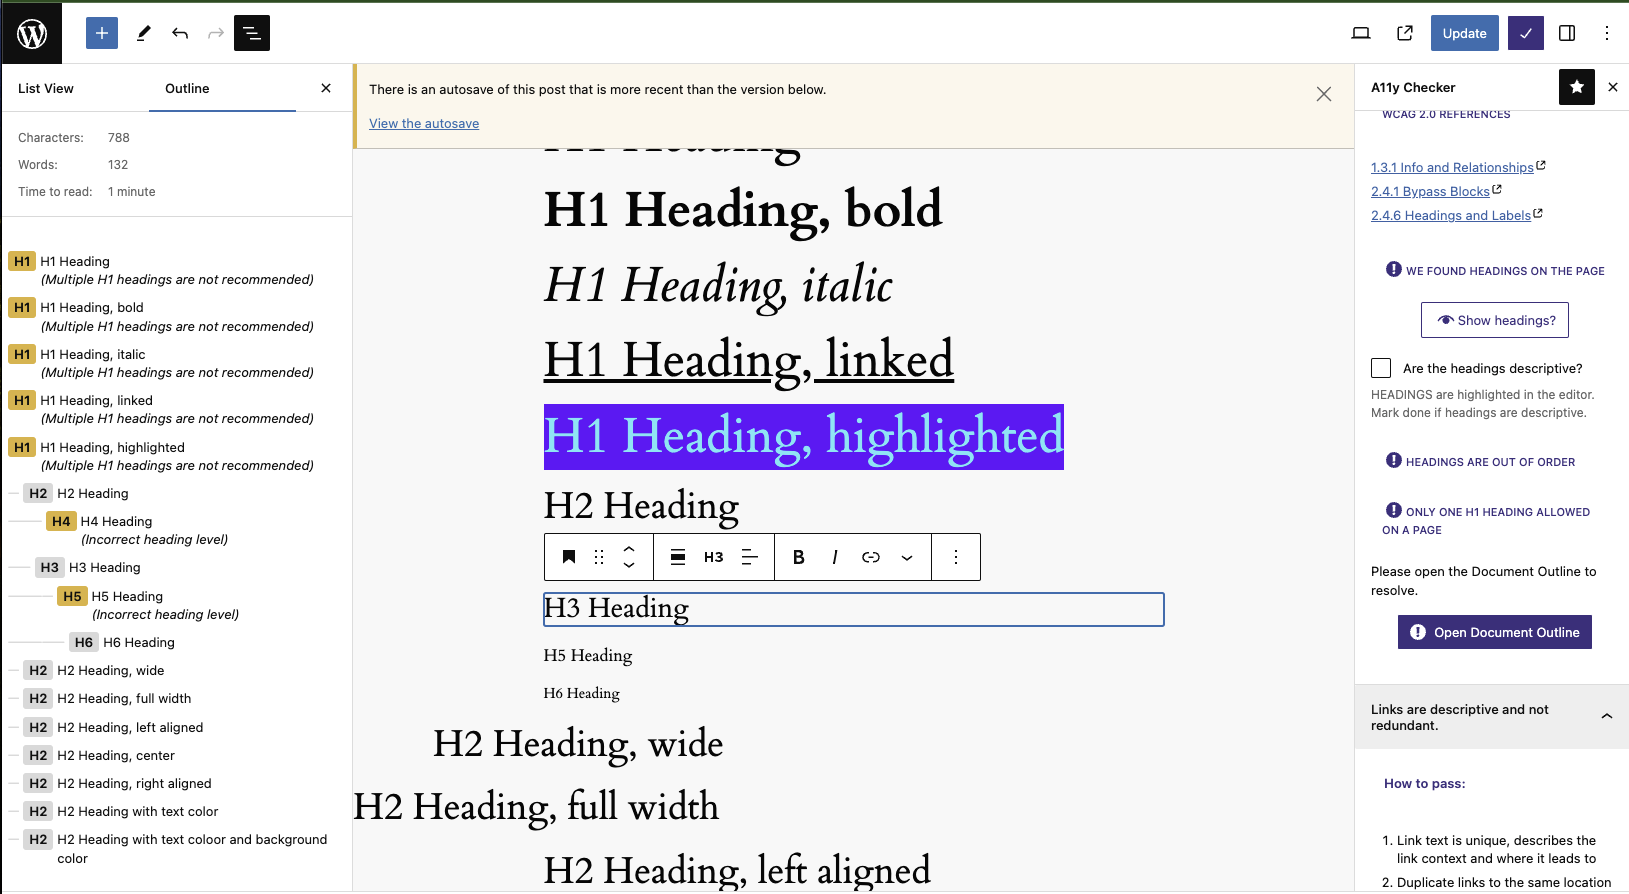 Update
List View
Outline
Characters: 788
Words: 132
Time to read: 1 minute
H1 H1 Heading
(Multiple H1 headings are not recommended)
H1 H1 Heading, bold
(Multiple H1 headings are not recommended)
H1 H1 Heading, italic
(Multiple H1 headings are not recommended)
H1 H1 Heading, linked
(Multiple H1 headings are not recommended)
H1 H1 Heading, highlighted
(Multiple H1 headings are not recommended)
H2 H2 Heading
H4 H4 Heading
(Incorrect heading level)
H3 H3 Heading
H5 H5 Heading
(Incorrect heading level)
H6 H6 Heading
H2 H2 Heading, wide
H2 H2 Heading, full width
H2 H2 Heading, left aligned
H2 H2 Heading, center
H2 H2 Heading, right aligned
H2 H2 Heading with text color
H2 H2 Heading with text coloor and background
color
There is an autosave of this post that is more recent than the version below.
View the autosave
H1 Heading
H1 Heading, bold
H1 Heading, italic
H1 Heading, linked
H1 Heading, highlighted
H2 Heading
H3 B I
H3 Heading
H5 Heading
H6 Heading
H2 Heading, wide
H2 Heading, full width
H2 Heading, left aligned
A11y Checker
WCAG 2.0 REFERENCES
1.3.1 Info and Relationships
2.4.1 Bypass Blocks
2.4.6 Headings and Labels
WE FOUND HEADINGS ON THE PAGE
Show headings?
Are the headings descriptive?
HEADINGS are highlighted in the editor.
Mark done if headings are descriptive.
HEADINGS ARE OUT OF ORDER
ONLY ONE H1 HEADING ALLOWED
ON A PAGE
Please open the Document Outline to
resolve.
Open Document Outline
Links are descriptive and not
redundant.
How to pass:
1. Link text is unique, describes the
link context and where it leads to
2. Duplicate links to the same location